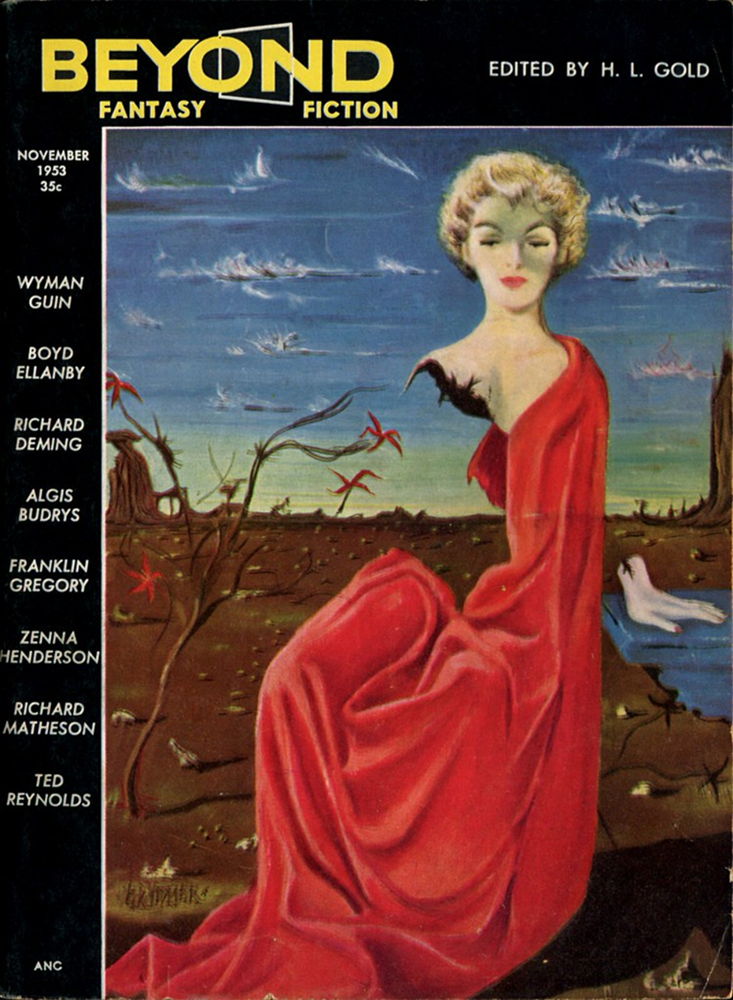 BEYOND
FANTASY FICTION
EDITED BY H. L. GOLD
NOVEMBER
1953
35c
WYMAN
GUIN
BOYD
ELLANBY
RICHARD
DEMING
ALGIS
BUDRYS
FRANKLIN
GREGORY
ZENNA
HENDERSON
RICHARD
MATHESON
TED
REYNOLDS
ANC